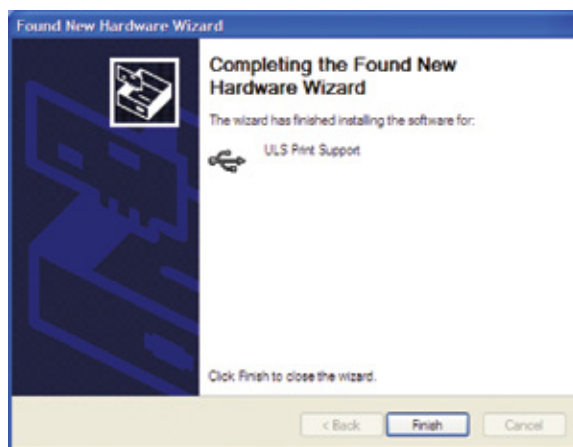 Found New Hardware Wizard
Completing the Found New
Hardware Wizard
The wizard has finished installing the software for:
ULS Print Support
Click Finish to close the wizard.
< Back
Finish
Cancel